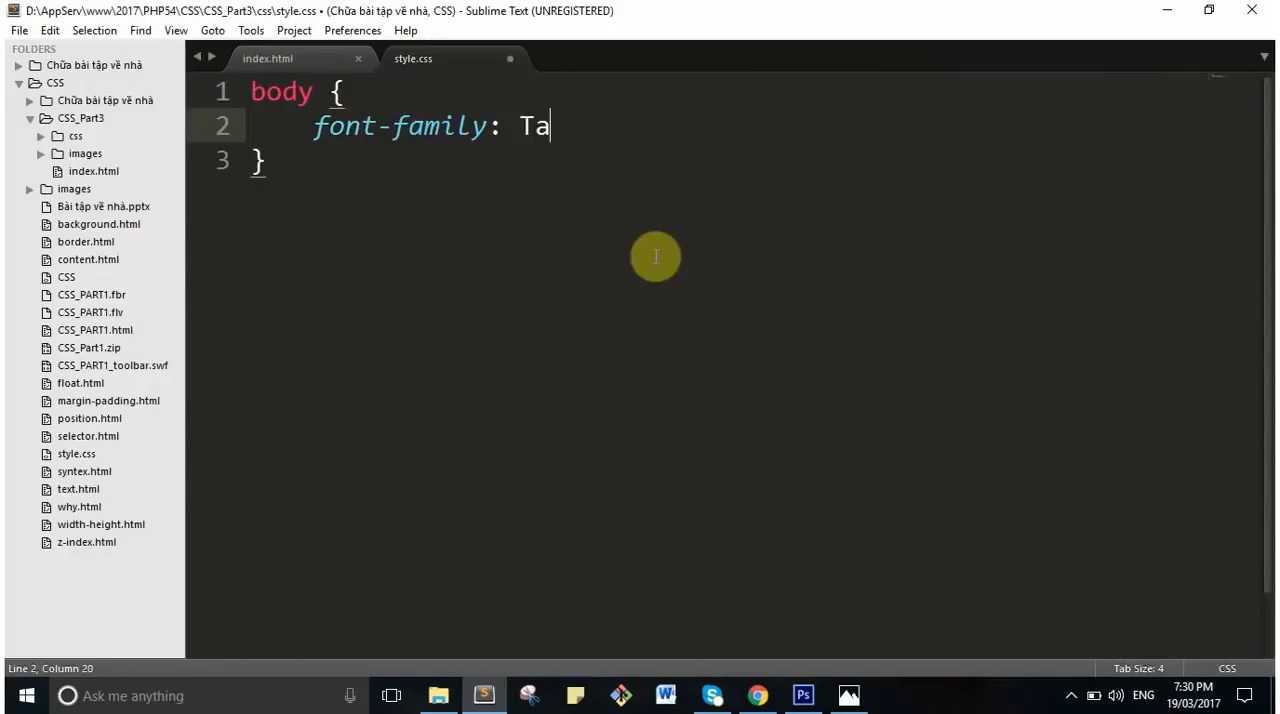 D:\AppServ\www\2017\PHP54\CSS\CSS_Part3\css\style.css • (Chữa bài tập về nhà, CSS) - Sublime Text (UNREGISTERED)
File Edit Selection Find View Goto Tools Project Preferences Help
FOLDERS
Chữa bài tập về nhà
CSS
Chữa bài tập về nhà
CSS_Part3
css
images
index.html
images
Bài tập về nhà.pptx
background.html
border.html
content.html
CSS
CSS_PART1.fbr
CSS_PART1.flv
CSS_PART1.html
CSS_Part1.zip
CSS_PART1_toolbar.swf
float.html
margin-padding.html
position.html
selector.html
style.css
syntex.html
text.html
why.html
width-height.html
z-index.html
index.html style.css
1 body {
2 font-family: Ta
3 }
Line 2, Column 20 Tab Size: 4 CSS
Ask me anything
ENG
7:30 PM
19/03/2017